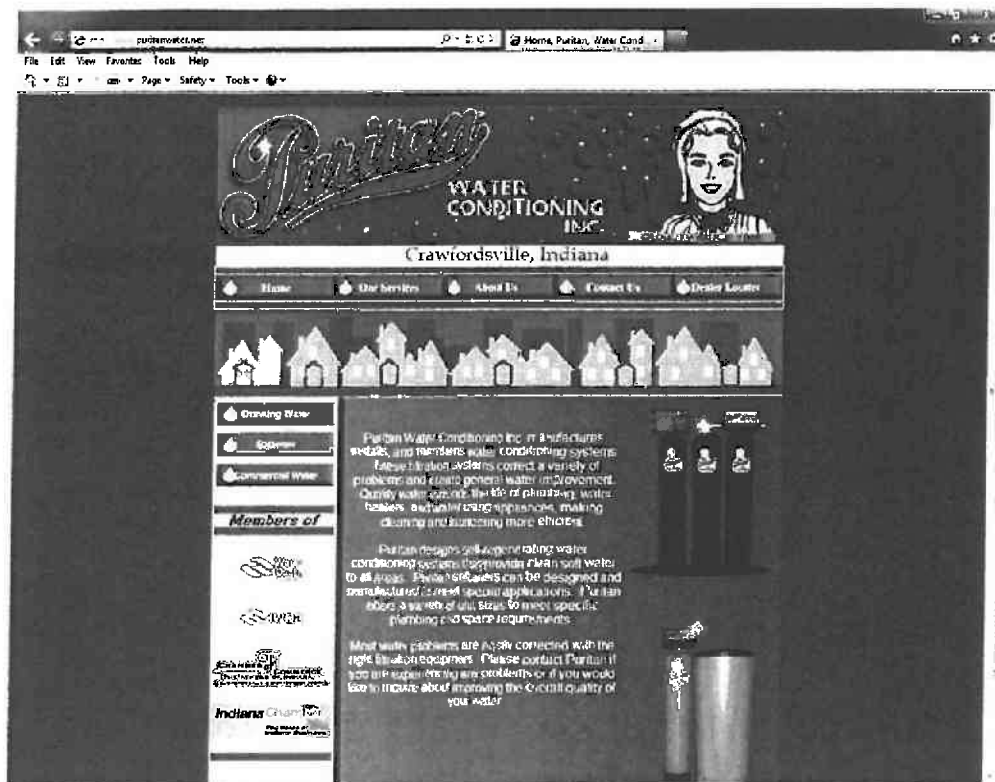 puritanwater.net
Home, Puritan, Water Cond...
File Edit View Favorites Tools Help
Page Safety Tools
Puritan
WATER
CONDITIONING
INC.
Crawfordsville, Indiana
Home Our Services About Us Contact Us Dealer Locater
Drinking Water
Commercial Water
Members of
Puritan Water Conditioning Inc. manufactures,
installs, and maintains water conditioning systems.
These filtration systems correct a variety of
problems and create general water improvement.
Quality water extends the life of plumbing, water
heaters, and water using appliances, making
cleaning and laundering more efficient.
Puritan designs self-regenerating water
conditioning systems that provide clean soft water
to all areas. Puritan softeners can be designed and
manufactured to meet special applications. Puritan
offers a variety of unit sizes to meet specific
plumbing and space requirements.
Most water problems are easily corrected with the
right filtration equipment. Please contact Puritan if
you are experiencing any problems or if you would
like to inquire about improving the overall quality of
your water
Indiana Chamber